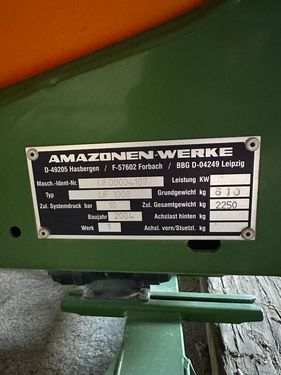 AMAZONEN-WERKE
D-49205 Hasbergen / F-57602 Forbach / BBG D-04249 Leipzig
Masch.-Ident-Nr. UF00004107 Leistung KW
Typ UF 1000 Grundgewicht kg 610
Zul. Systemdruck bar 10 Zul. Gesamtgewicht kg 2250
Baujahr 2004 Achslast hinten kg
Werk 1 Achsl. vorn/Stuetzl. kg